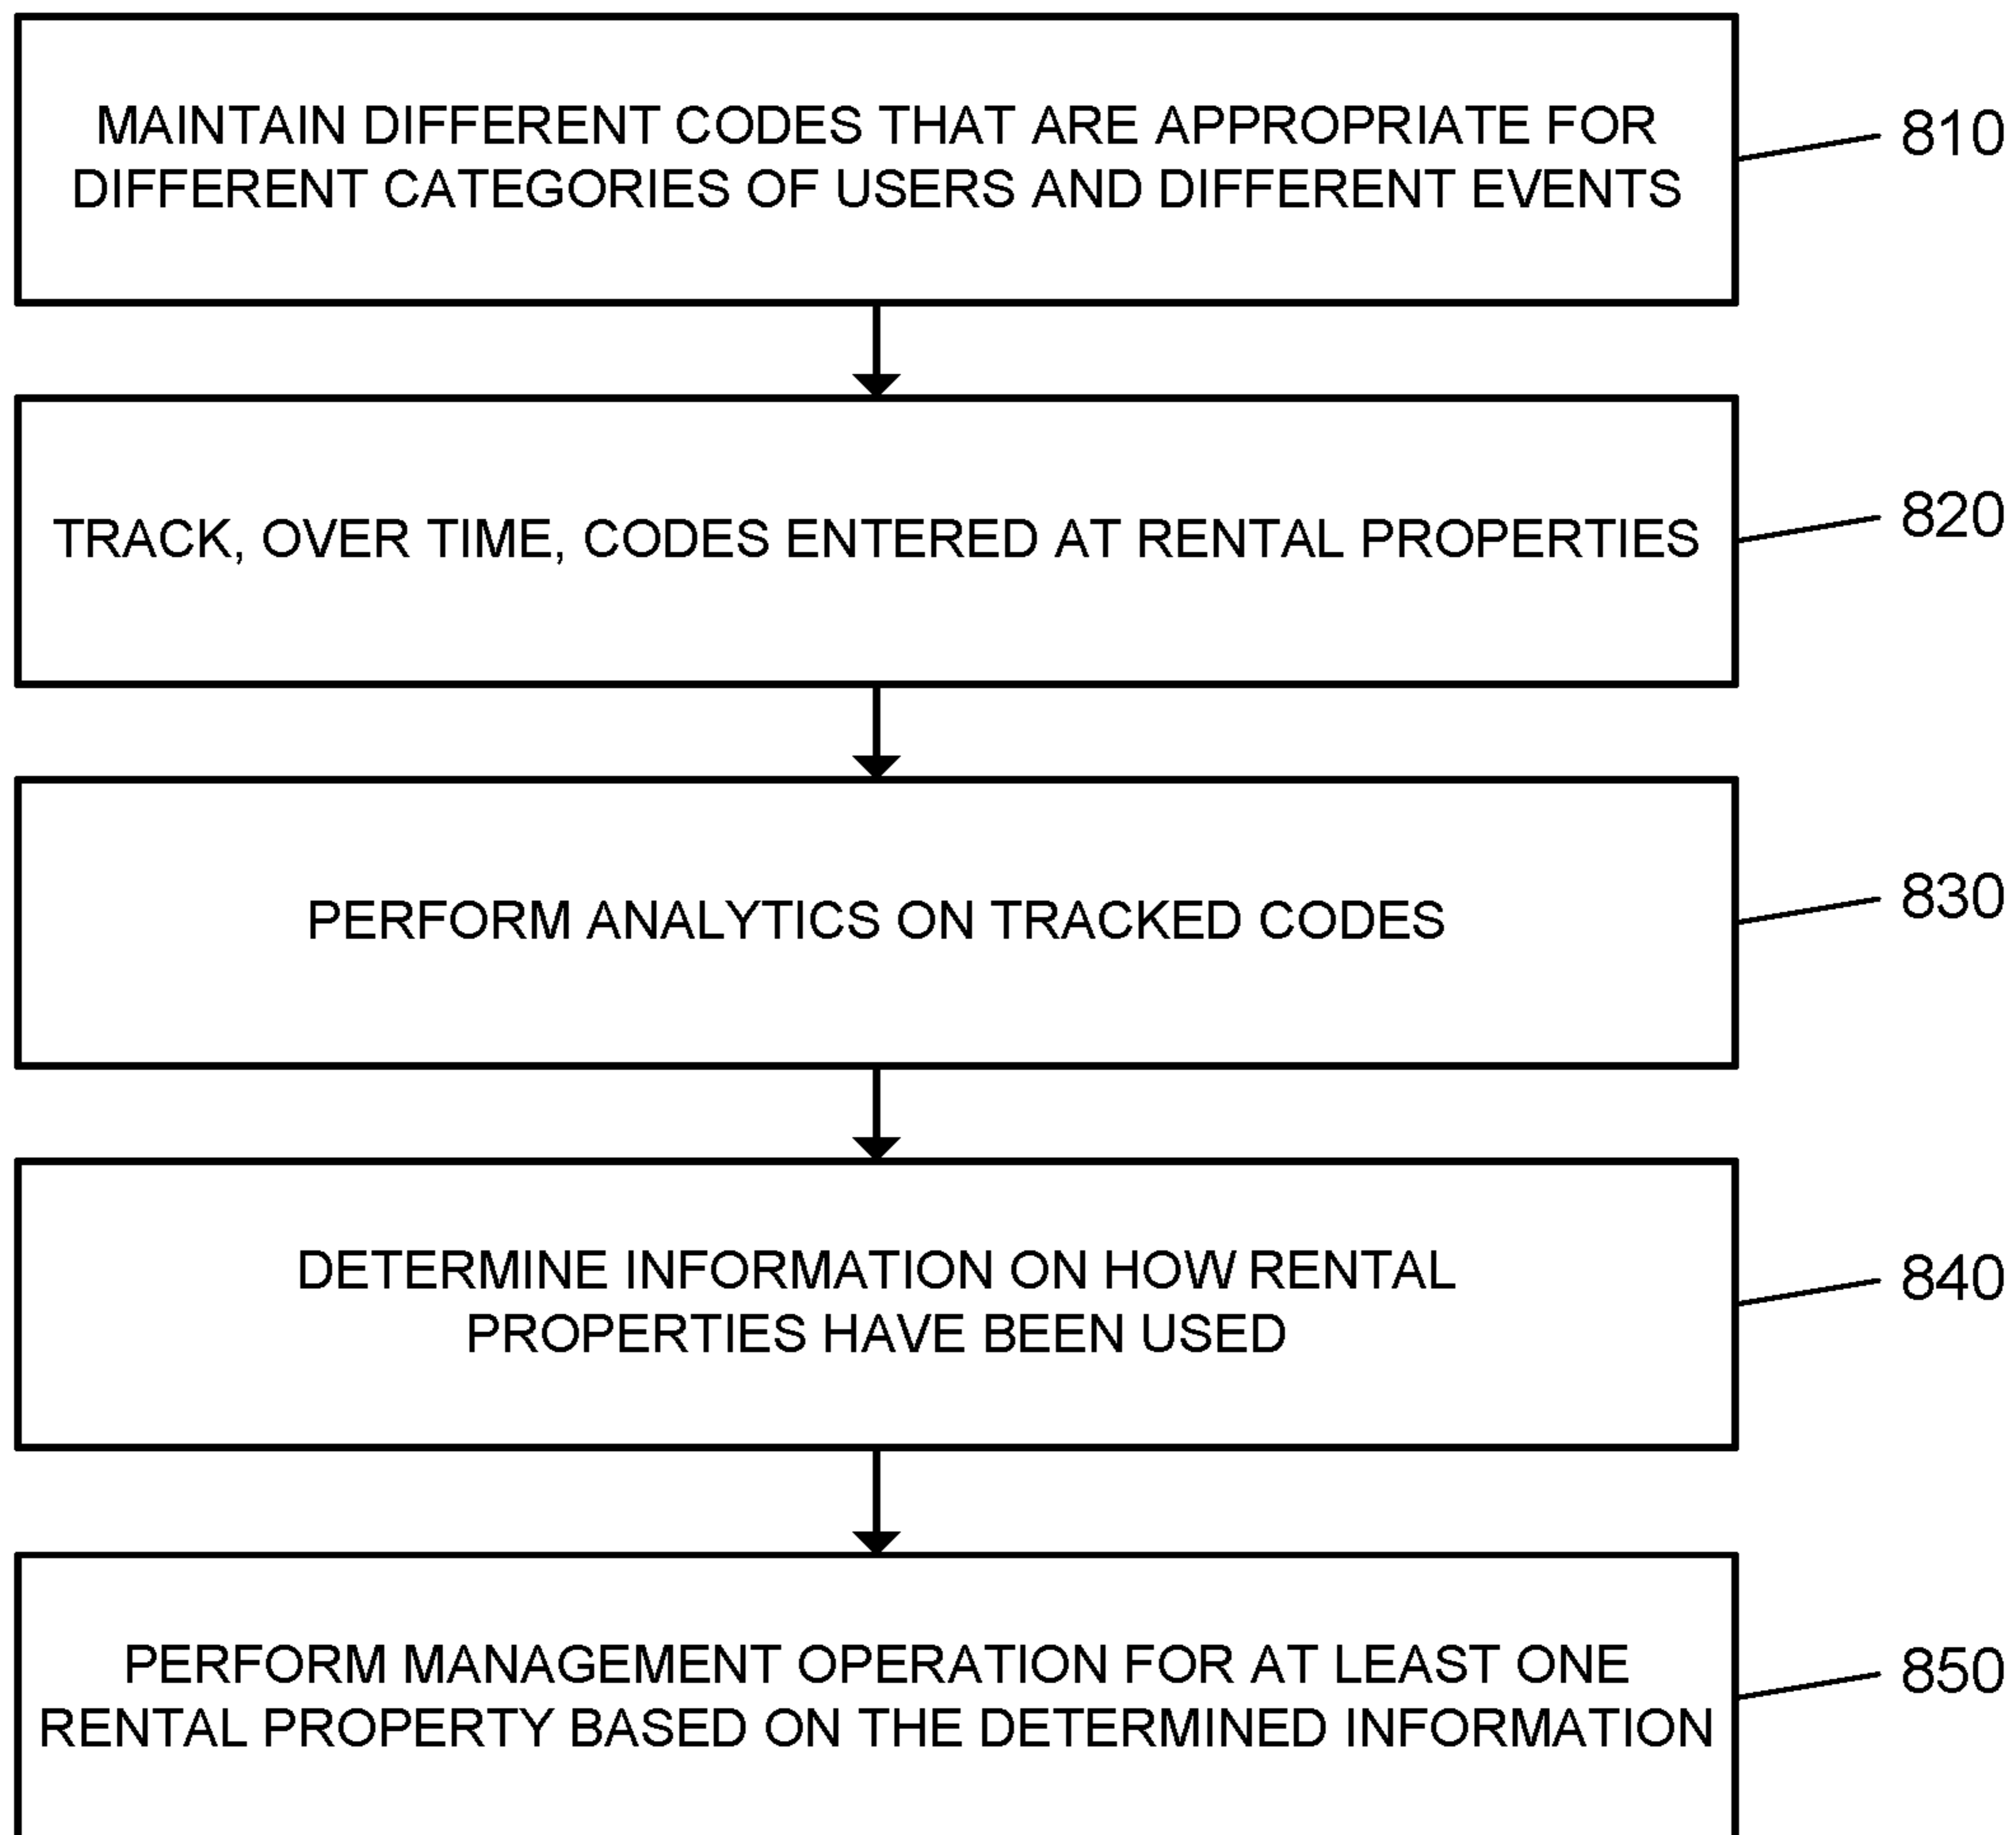 MAINTAIN DIFFERENT CODES THAT ARE APPROPRIATE FOR
DIFFERENT CATEGORIES OF USERS AND DIFFERENT EVENTS
810
TRACK, OVER TIME, CODES ENTERED AT RENTAL PROPERTIES
820
PERFORM ANALYTICS ON TRACKED CODES
830
DETERMINE INFORMATION ON HOW RENTAL
PROPERTIES HAVE BEEN USED
840
PERFORM MANAGEMENT OPERATION FOR AT LEAST ONE
RENTAL PROPERTY BASED ON THE DETERMINED INFORMATION
850